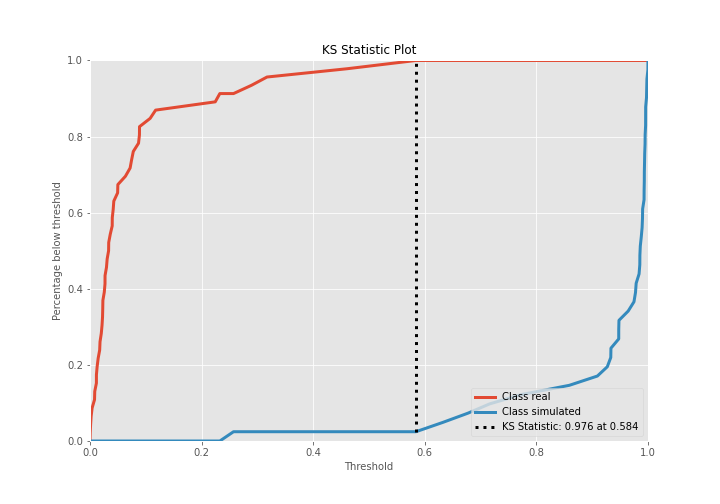 KS Statistic Plot
1.0
0.8
0.6
0.4
0.2
0.0
Percentage below threshold
0.0
0.2
0.4
0.6
0.8
1.0
Threshold
Class real
Class simulated
KS Statistic: 0.976 at 0.584